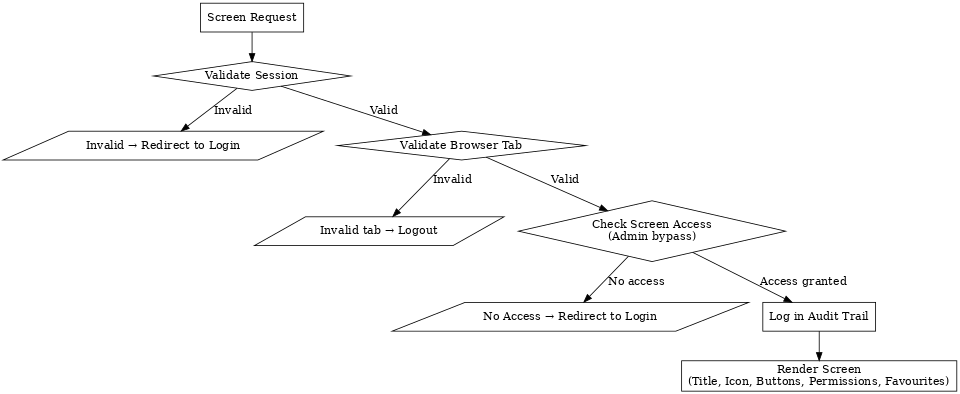 Screen Request
Validate Session
Invalid
Valid
Invalid → Redirect to Login
Validate Browser Tab
Invalid
Valid
Invalid tab → Logout
Check Screen Access
(Admin bypass)
No access
Access granted
No Access → Redirect to Login
Log in Audit Trail
Render Screen
(Title, Icon, Buttons, Permissions, Favourites)